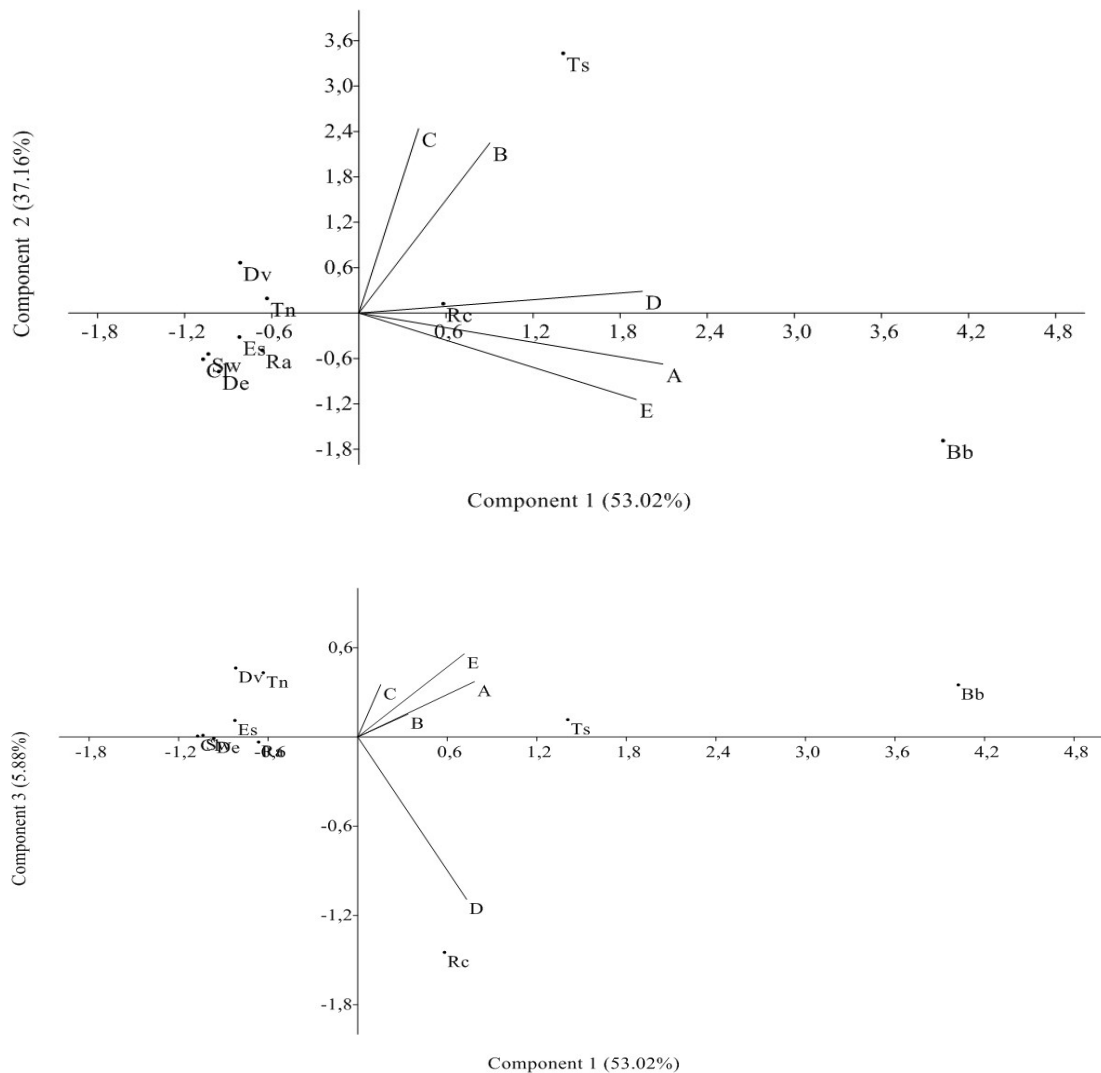 3,6
Ts
3,0
2,4
C
B
1,8
1,2
0,6
Dv
Tn
D
Rc
-1,8
-1,2
-0,6
0,6
1,2
1,8
2,4
3,0
3,6
4,2
4,8
Es
Ra
Sw
-0,6
De
A
E
-1,2
-1,8
Bb
Component 2 (37.16%)
Component 1 (53.02%)
0,6
E
Dv
Tn
C
A
Bb
B
Ts
Es
De
-1,8
-1,2
-0,6
0,6
1,2
1,8
2,4
3,0
3,6
4,2
4,8
-0,6
D
-1,2
Rc
-1,8
Component 3 (5.88%)
Component 1 (53.02%)